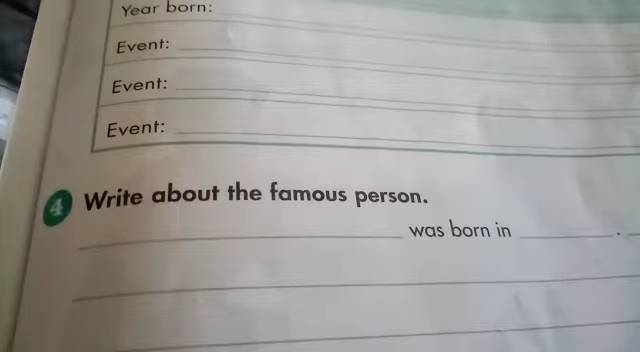 Year born:
Event:
Event:
Event:
4 Write about the famous person.
was born in .